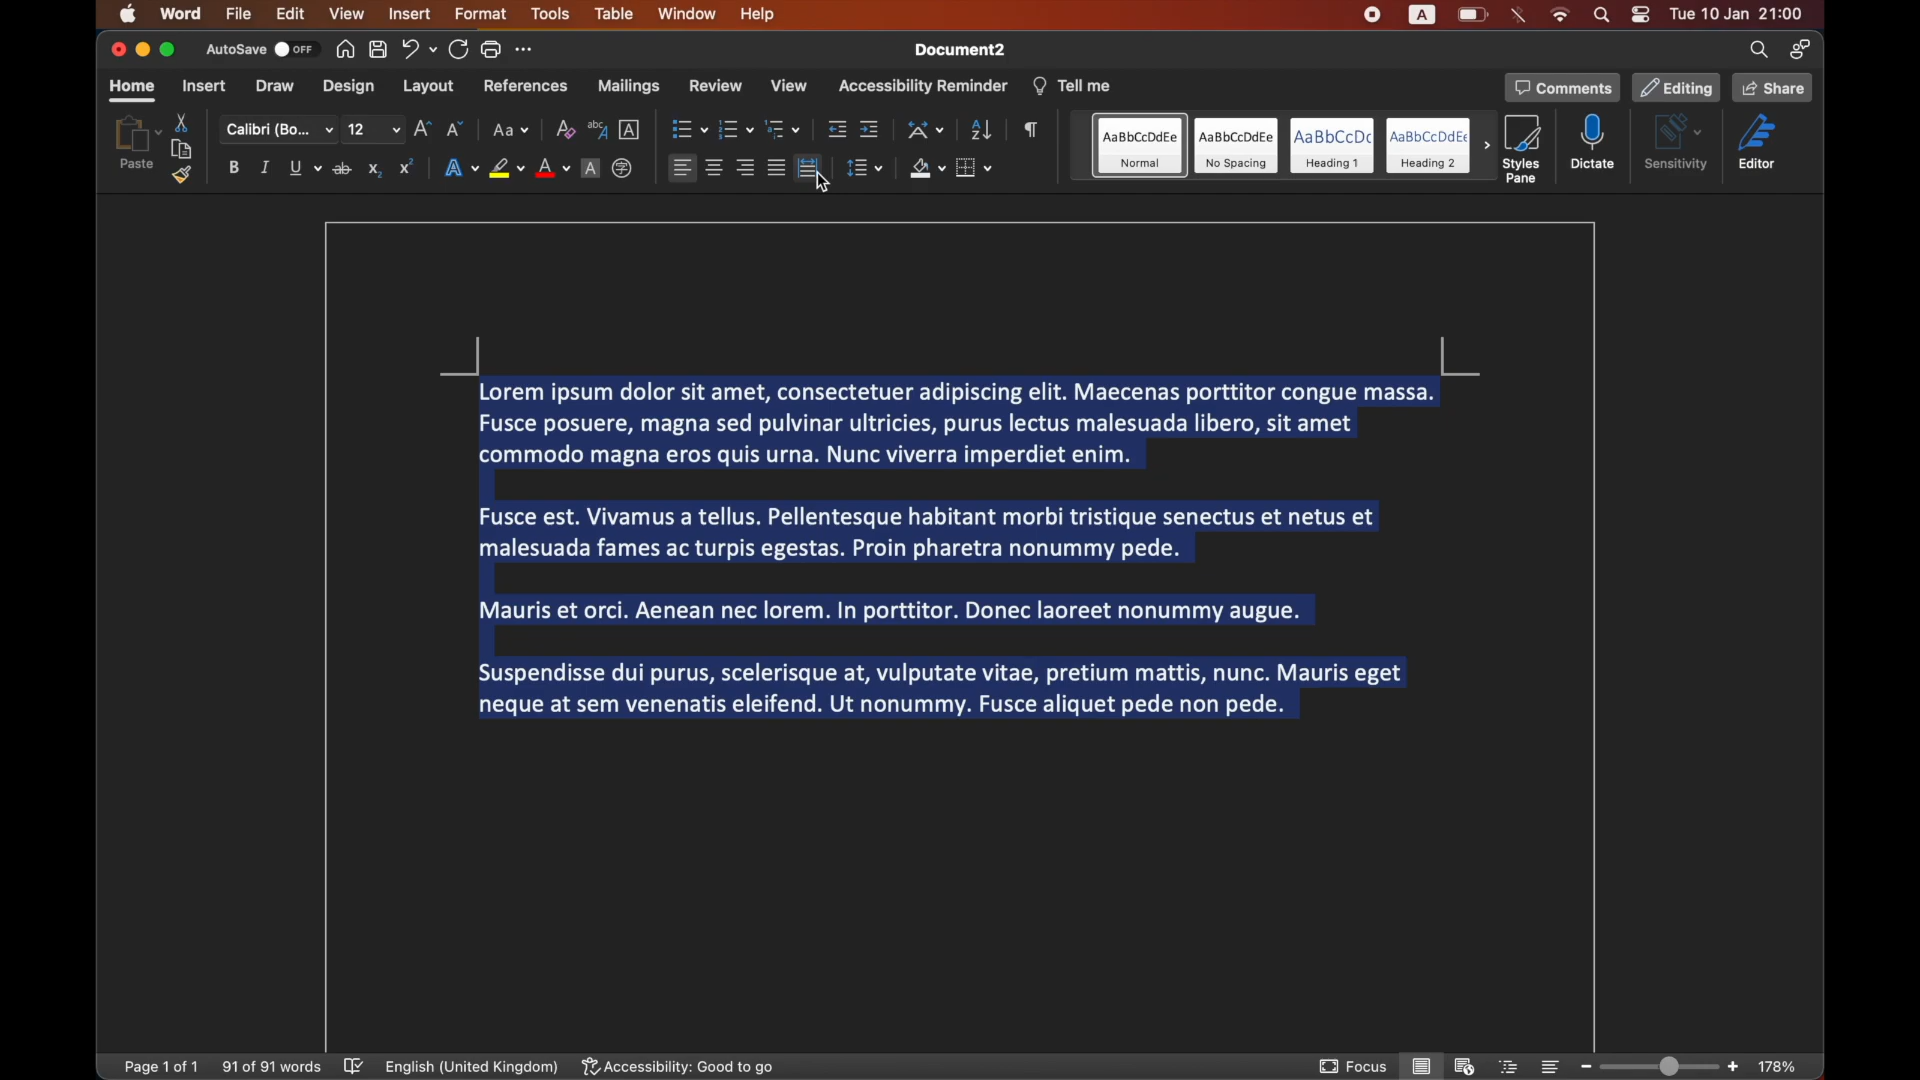 Word File Edit View Insert Format Tools Table Window Help A Tue 10 Jan 21:00
AutoSave OFF Document2
Home Insert Draw Design Layout References Mailings Review View Accessibility Reminder Tell me Comments Editing Share
Paste
Calibri (Bo... 12 A A Aa A abc A A
B I U ab x₂ x² A A A
AaBbCcDdEe AaBbCcDdEe AaBbCcDc AaBbCcDdEe
Normal No Spacing Heading 1 Heading 2
Styles Pane
Dictate Sensitivity Editor
Lorem ipsum dolor sit amet, consectetuer adipiscing elit. Maecenas porttitor congue massa.
Fusce posuere, magna sed pulvinar ultricies, purus lectus malesuada libero, sit amet
commodo magna eros quis urna. Nunc viverra imperdiet enim.
Fusce est. Vivamus a tellus. Pellentesque habitant morbi tristique senectus et netus et
malesuada fames ac turpis egestas. Proin pharetra nonummy pede.
Mauris et orci. Aenean nec lorem. In porttitor. Donec laoreet nonummy augue.
Suspendisse dui purus, scelerisque at, vulputate vitae, pretium mattis, nunc. Mauris eget
neque at sem venenatis eleifend. Ut nonummy. Fusce aliquet pede non pede.
Page 1 of 1 91 of 91 words English (United Kingdom) Accessibility: Good to go Focus 178%